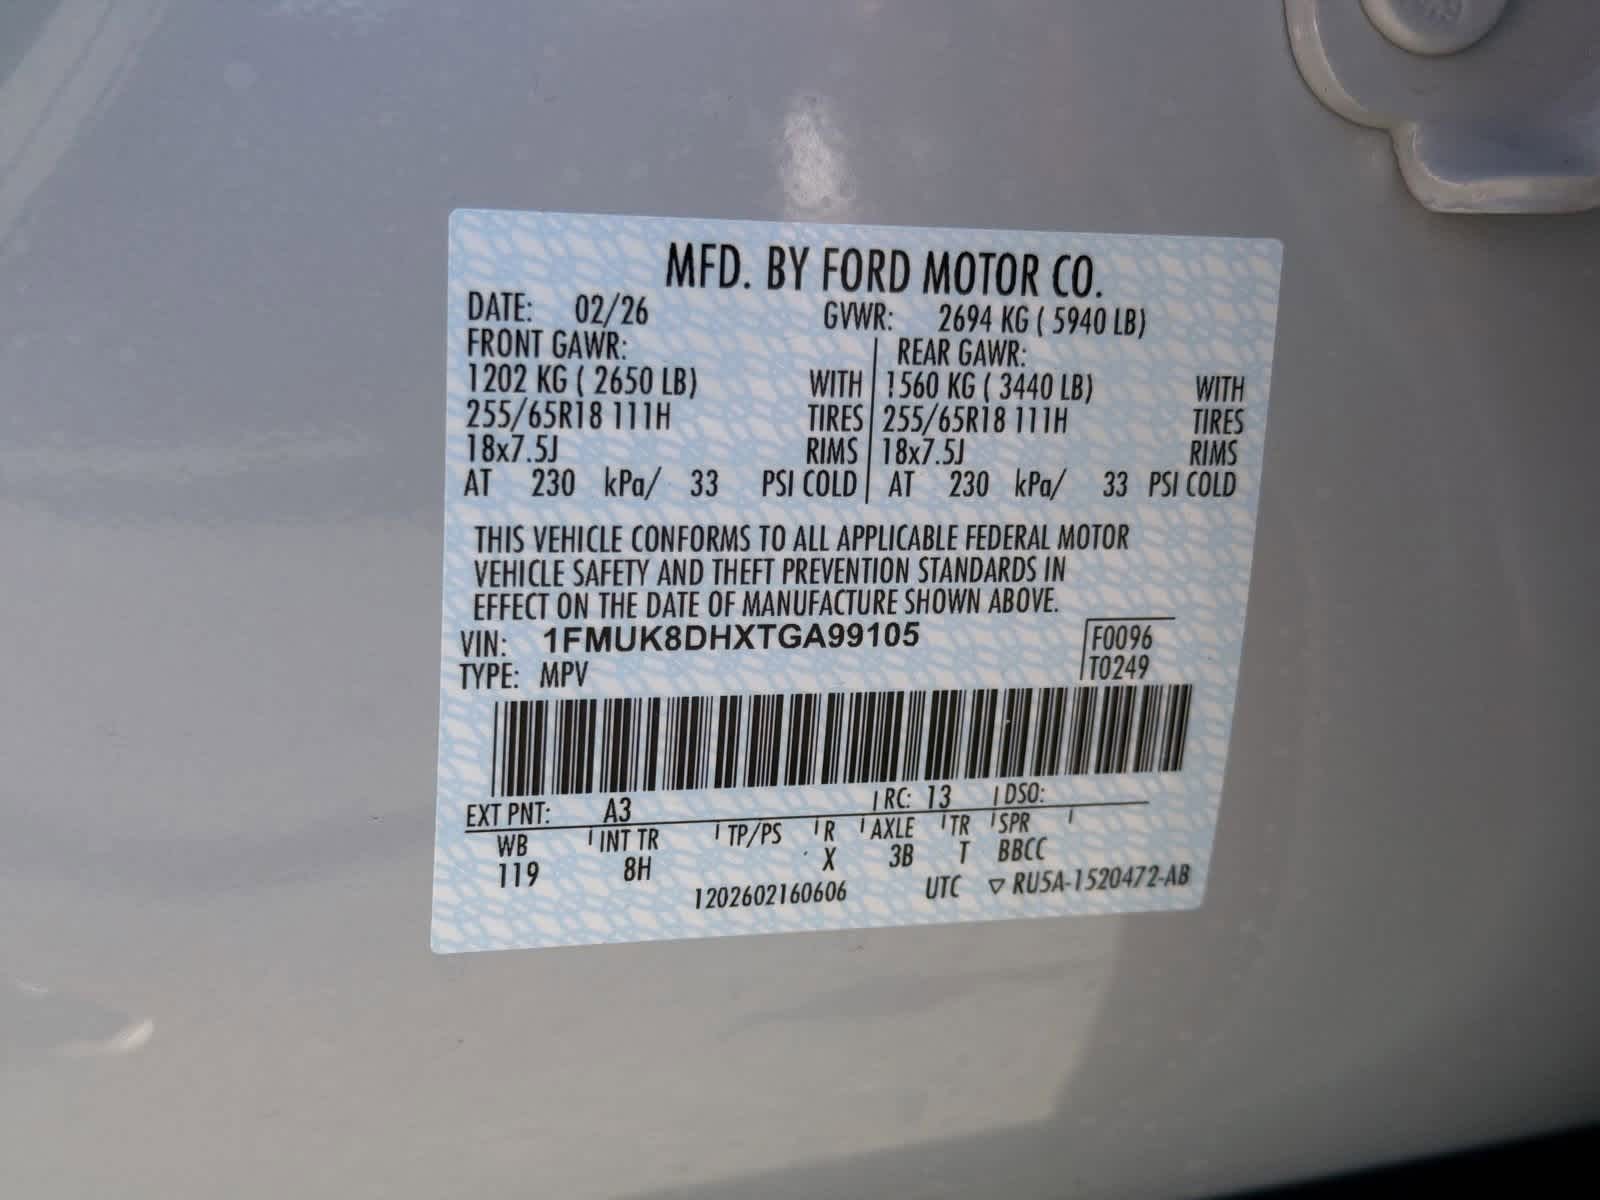 MFD. BY FORD MOTOR CO.
DATE: 02/26 GVWR: 2694 KG ( 5940 LB)
FRONT GAWR: REAR GAWR:
1202 KG ( 2650 LB) WITH 1560 KG ( 3440 LB) WITH
255/65R18 111H TIRES 255/65R18 111H TIRES
18x7.5J RIMS 18x7.5J RIMS
AT 230 kPa/ 33 PSI COLD AT 230 kPa/ 33 PSI COLD
THIS VEHICLE CONFORMS TO ALL APPLICABLE FEDERAL MOTOR
VEHICLE SAFETY AND THEFT PREVENTION STANDARDS IN
EFFECT ON THE DATE OF MANUFACTURE SHOWN ABOVE.
VIN: 1FMUK8DHXTGA99105 F0096
TYPE: MPV T0249
EXT PNT: A3 RC: 13 DSO:
WB INT TR TP/PS R AXLE TR SPR
119 8H X 3B T BBCC
1202602160606 UTC ▽ RU5A-1520472-AB